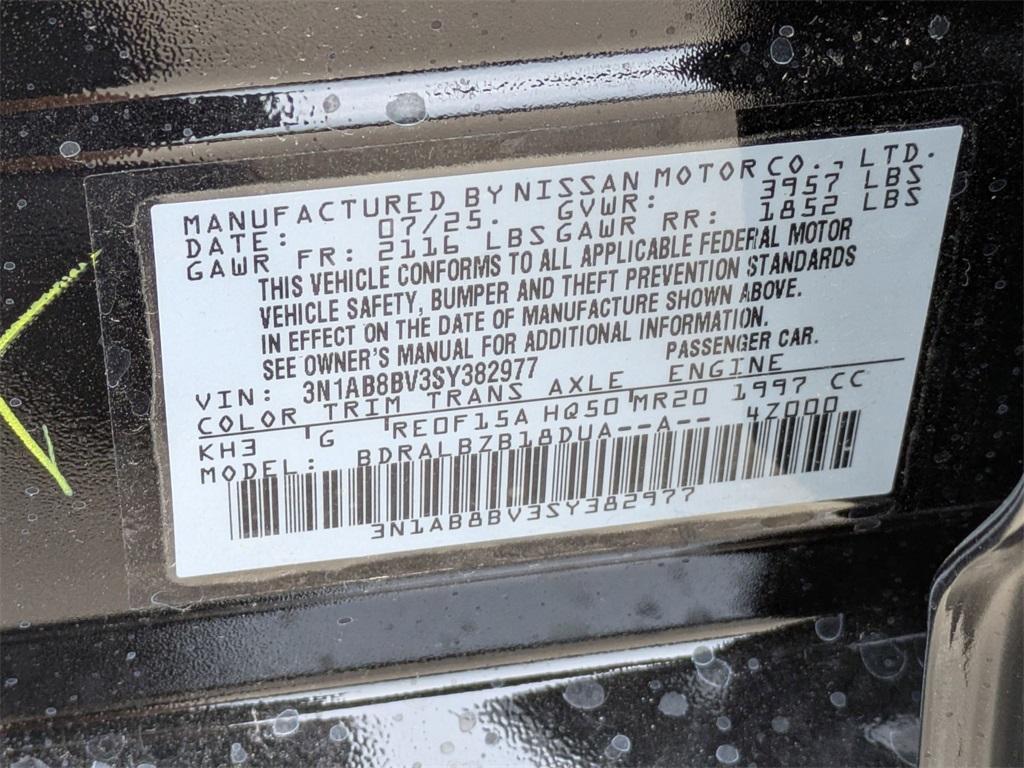 MANUFACTURED BY NISSAN MOTOR CO., LTD.
DATE: 07/25. GVWR: 3957 LBS
GAWR FR: 2116 LBS GAWR RR: 1852 LBS
THIS VEHICLE CONFORMS TO ALL APPLICABLE FEDERAL MOTOR
VEHICLE SAFETY, BUMPER AND THEFT PREVENTION STANDARDS
IN EFFECT ON THE DATE OF MANUFACTURE SHOWN ABOVE.
SEE OWNER'S MANUAL FOR ADDITIONAL INFORMATION.
VIN: 3N1AB8BV3SY382977 PASSENGER CAR.
COLOR TRIM TRANS AXLE ENGINE
KH3 G RE0F15A HQ50 MR20 1997 CC
MODEL: BDRALBZB18DUA--A-- 4Z000
3N1AB8BV3SY382977